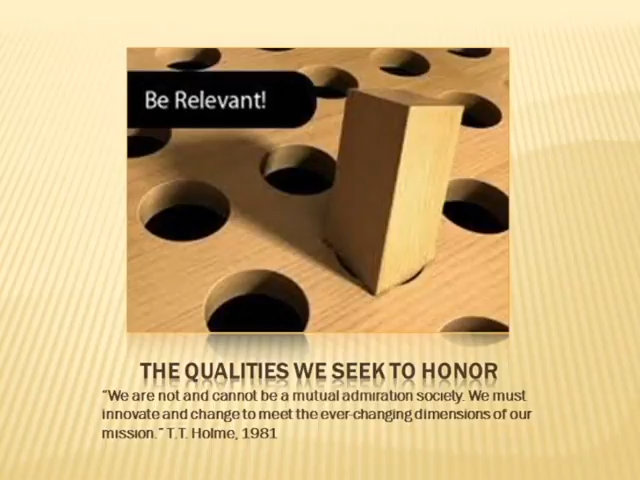 Be Relevant!
THE QUALITIES WE SEEK TO HONOR
“We are not and cannot be a mutual admiration society. We must
innovate and change to meet the ever-changing dimensions of our
mission.” T.T. Holme, 1981